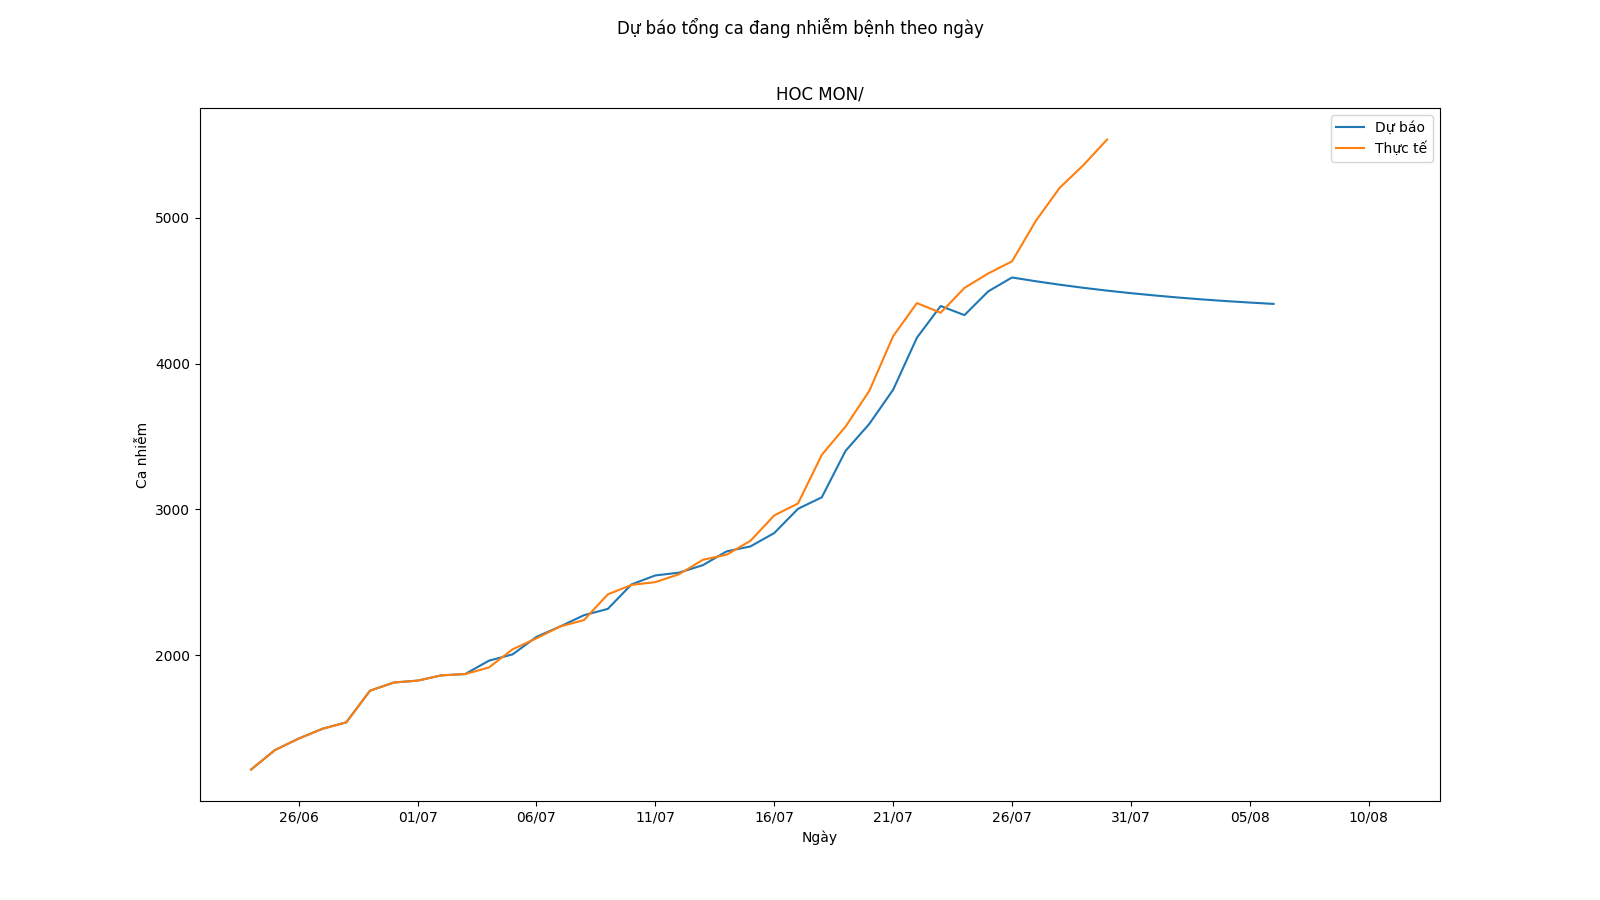 Dự báo tổng ca đang nhiễm bệnh theo ngày
HOC MON/
Dự báo
Thực tế
5000
4000
3000
2000
Ca nhiễm
26/06 01/07 06/07 11/07 16/07 21/07 26/07 31/07 05/08 10/08
Ngày